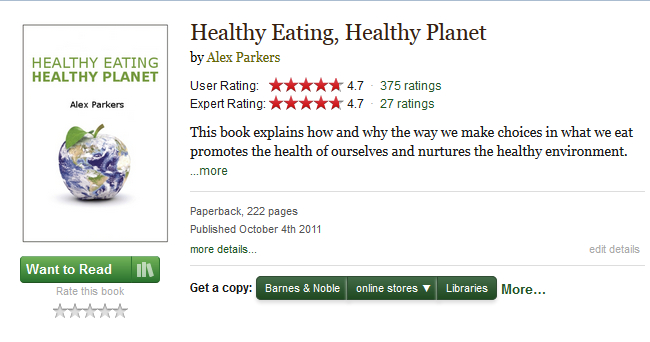 HEALTHY EATING
HEALTHY PLANET
Alex Parkers
Want to Read
Rate this book
Healthy Eating, Healthy Planet
by Alex Parkers
User Rating: 4.7 · 375 ratings
Expert Rating: 4.7 · 27 ratings
This book explains how and why the way we make choices in what we eat
promotes the health of ourselves and nurtures the healthy environment.
...more
Paperback, 222 pages
Published October 4th 2011
more details... edit details
Get a copy: Barnes & Noble online stores ▼ Libraries More...